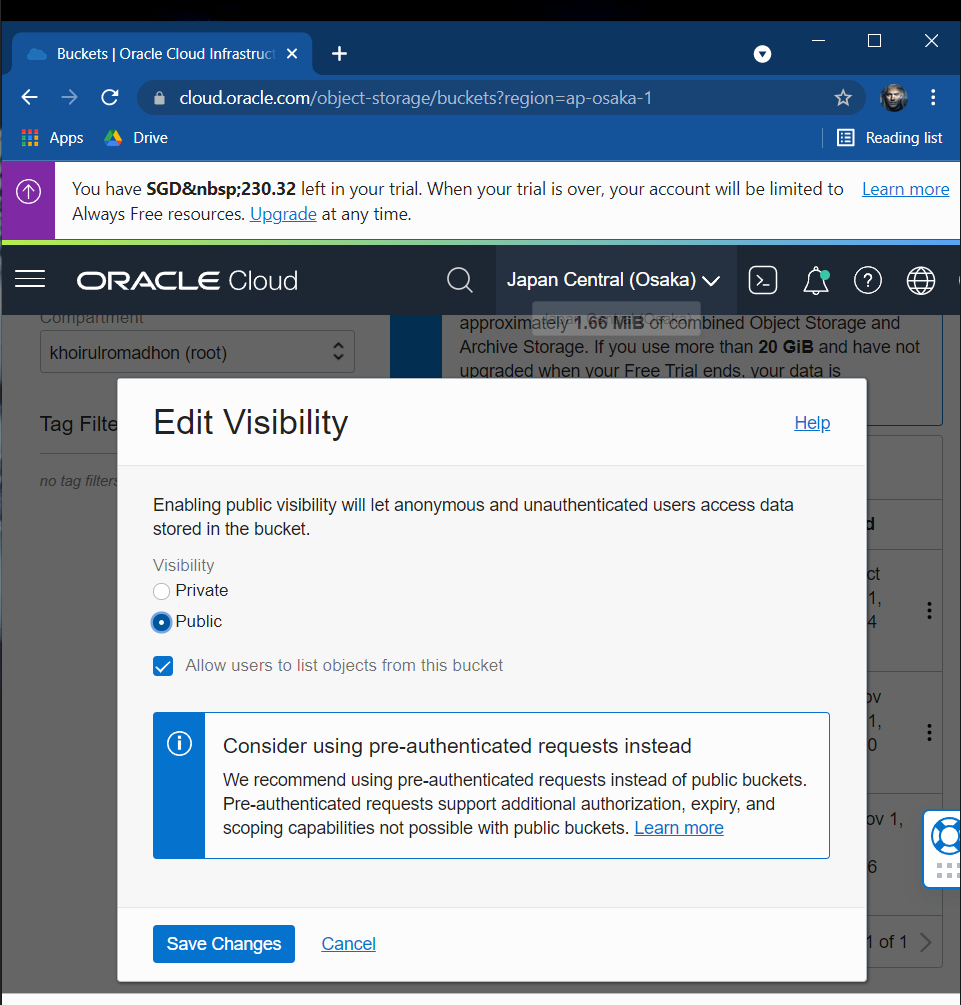 Buckets | Oracle Cloud Infrastruct
cloud.oracle.com/object-storage/buckets?region=ap-osaka-1
Apps
Drive
Reading list
You have SGD&nbsp;230.32 left in your trial. When your trial is over, your account will be limited to
Always Free resources. Upgrade at any time.
Learn more
ORACLE Cloud
Japan Central (Osaka)
Japan Central (Osaka)
Compartment
khoirulromadhon (root)
approximately 1.66 MiB of combined Object Storage and
Archive Storage. If you use more than 20 GiB and have not
upgraded when your Free Trial ends, your data is
Tag Filte
no tag filters
Edit Visibility
Help
Enabling public visibility will let anonymous and unauthenticated users access data
stored in the bucket.
Visibility
Private
Public
Allow users to list objects from this bucket
Consider using pre-authenticated requests instead
We recommend using pre-authenticated requests instead of public buckets.
Pre-authenticated requests support additional authorization, expiry, and
scoping capabilities not possible with public buckets. Learn more
Save Changes
Cancel
d
ct
1,
4
ov
1,
0
ov 1,
6
1 of 1